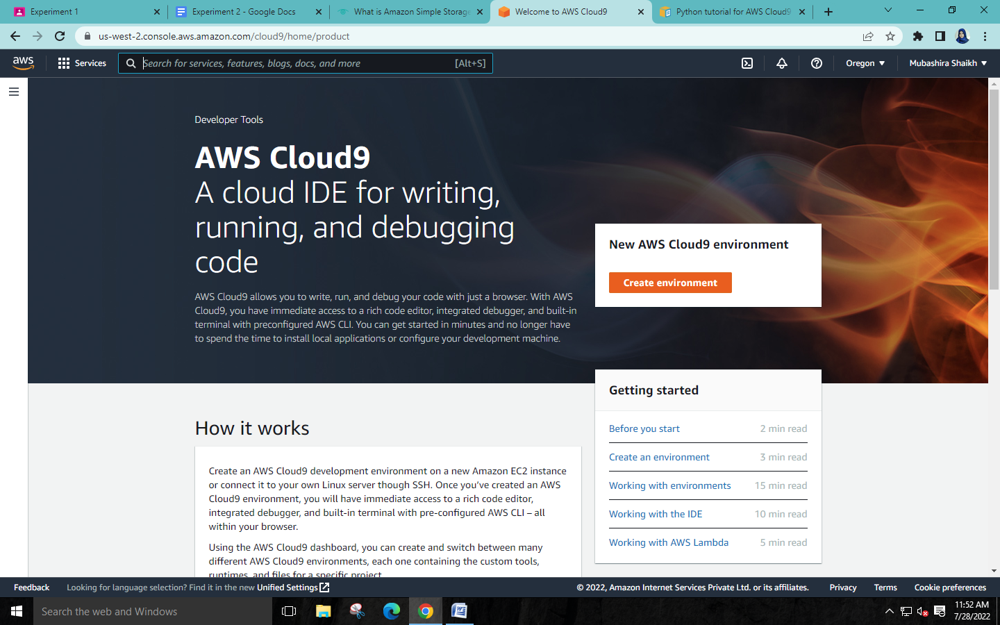 Experiment 1
Experiment 2 - Google Docs
What is Amazon Simple Storage
Welcome to AWS Cloud9
Python tutorial for AWS Cloud9
us-west-2.console.aws.amazon.com/cloud9/home/product
aws
Services
Search for services, features, blogs, docs, and more
[Alt+S]
Oregon
Mubashira Shaikh
Developer Tools
AWS Cloud9
A cloud IDE for writing,
running, and debugging
code
AWS Cloud9 allows you to write, run, and debug your code with just a browser. With AWS
Cloud9, you have immediate access to a rich code editor, integrated debugger, and built-in
terminal with preconfigured AWS CLI. You can get started in minutes and no longer have
to spend the time to install local applications or configure your development machine.
New AWS Cloud9 environment
Create environment
Getting started
Before you start 2 min read
Create an environment 3 min read
Working with environments 15 min read
Working with the IDE 10 min read
Working with AWS Lambda 5 min read
How it works
Create an AWS Cloud9 development environment on a new Amazon EC2 instance
or connect it to your own Linux server though SSH. Once you've created an AWS
Cloud9 environment, you will have immediate access to a rich code editor,
integrated debugger, and built-in terminal with pre-configured AWS CLI – all
within your browser.
Using the AWS Cloud9 dashboard, you can create and switch between many
different AWS Cloud9 environments, each one containing the custom tools,
runtimes, and files for a specific project.
Feedback
Looking for language selection? Find it in the new Unified Settings
© 2022, Amazon Internet Services Private Ltd. or its affiliates.
Privacy
Terms
Cookie preferences
Search the web and Windows
11:52 AM
7/28/2022